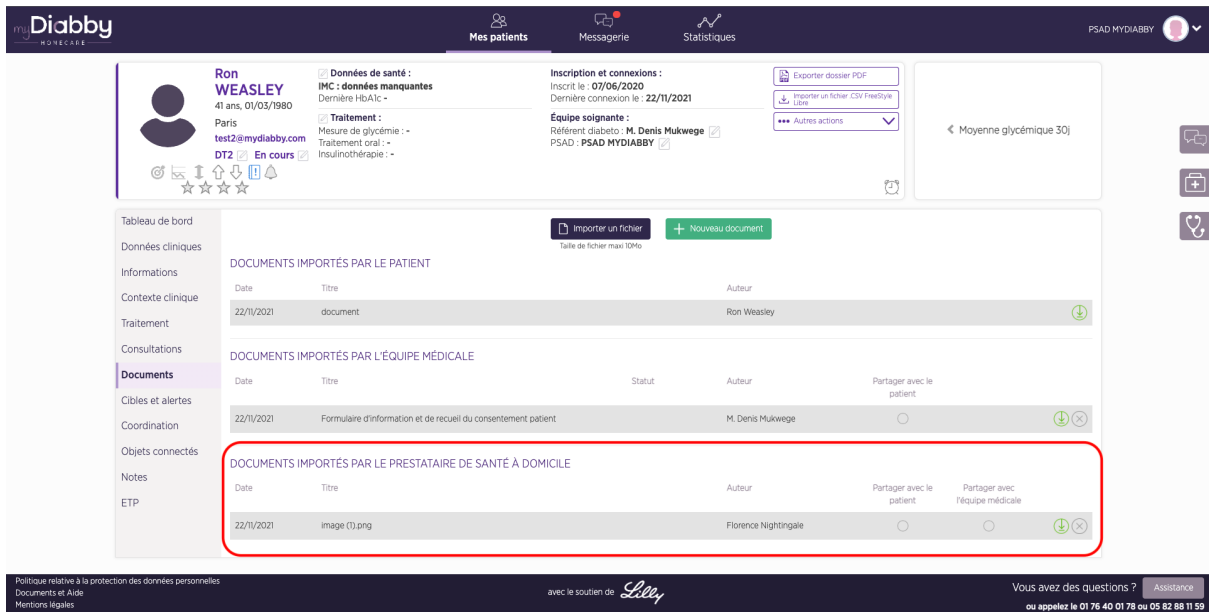 myDiabby
HOMECARE
Mes patients
Messagerie
Statistiques
PSAD MYDIABBY
Ron
WEASLEY
41 ans, 01/03/1980
Paris
test2@mydiabby.com
DT2 En cours
Données de santé :
IMC : données manquantes
Dernière HbA1c -
Traitement :
Mesure de glycémie : -
Traitement oral : -
Insulinothérapie : -
Inscription et connexions :
Inscrit le : 07/06/2020
Dernière connexion le : 22/11/2021
Équipe soignante :
Référent diabeto : M. Denis Mukwege
PSAD : PSAD MYDIABBY
Exporter dossier PDF
Importer un fichier .CSV FreeStyle
Libre
Autres actions
Moyenne glycémique 30j
Tableau de bord
Données cliniques
Informations
Contexte clinique
Traitement
Consultations
Documents
Cibles et alertes
Coordination
Objets connectés
Notes
ETP
Importer un fichier
Nouveau document
Taille de fichier maxi 10Mo
DOCUMENTS IMPORTÉS PAR LE PATIENT
Date Titre Auteur
22/11/2021 document Ron Weasley
DOCUMENTS IMPORTÉS PAR L'ÉQUIPE MÉDICALE
Date Titre Statut Auteur Partager avec le
patient
22/11/2021 Formulaire d'information et de recueil du consentement patient M. Denis Mukwege
DOCUMENTS IMPORTÉS PAR LE PRESTATAIRE DE SANTÉ À DOMICILE
Date Titre Auteur Partager avec le Partager avec
patient l'équipe médicale
22/11/2021 image (1).png Florence Nightingale
Politique relative à la protection des données personnelles
Documents et Aide
Mentions légales
avec le soutien de Lilly
Vous avez des questions ? Assistance
ou appelez le 01 76 40 01 78 ou 05 82 88 11 59